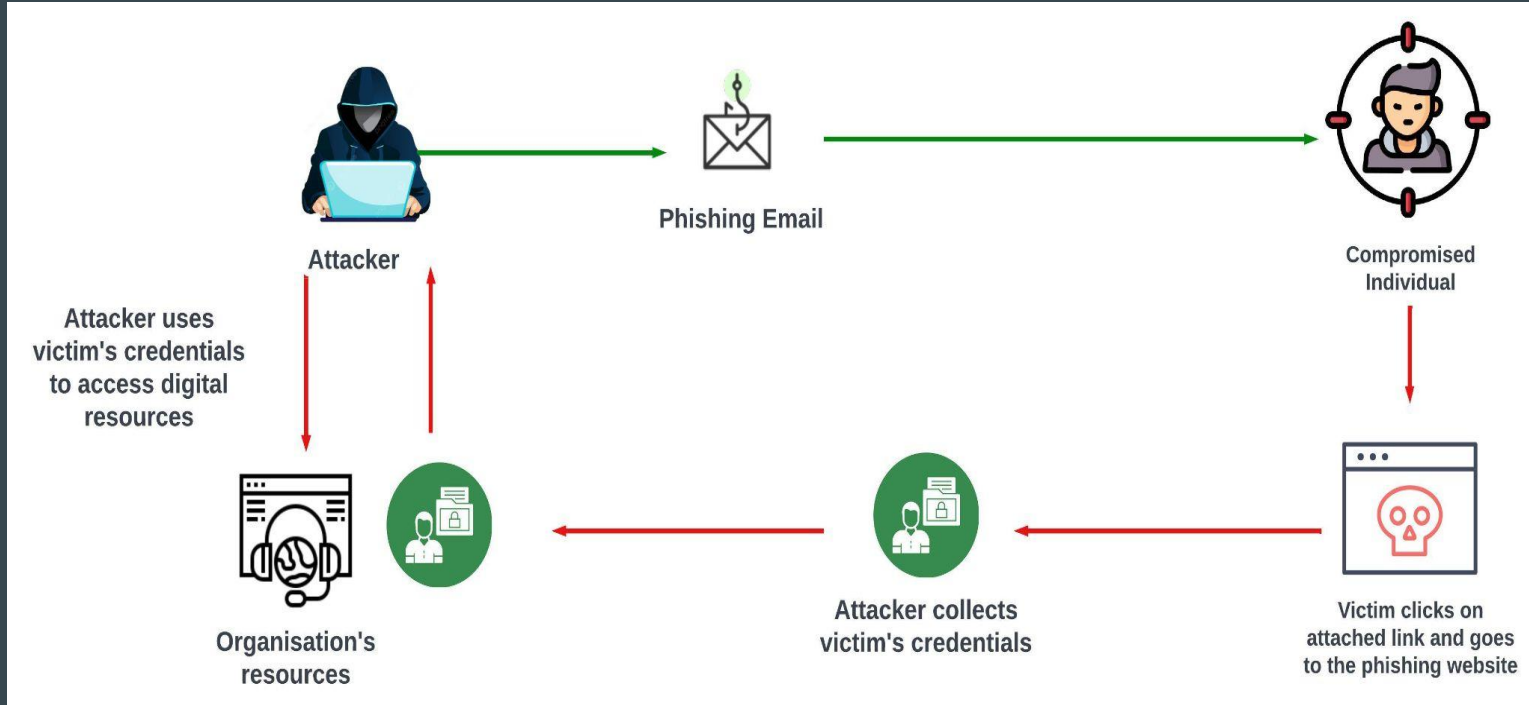 Phishing Email
Attacker
Compromised
Individual
Attacker uses
victim's credentials
to access digital
resources
Organisation's
resources
Attacker collects
victim's credentials
Victim clicks on
attached link and goes
to the phishing website